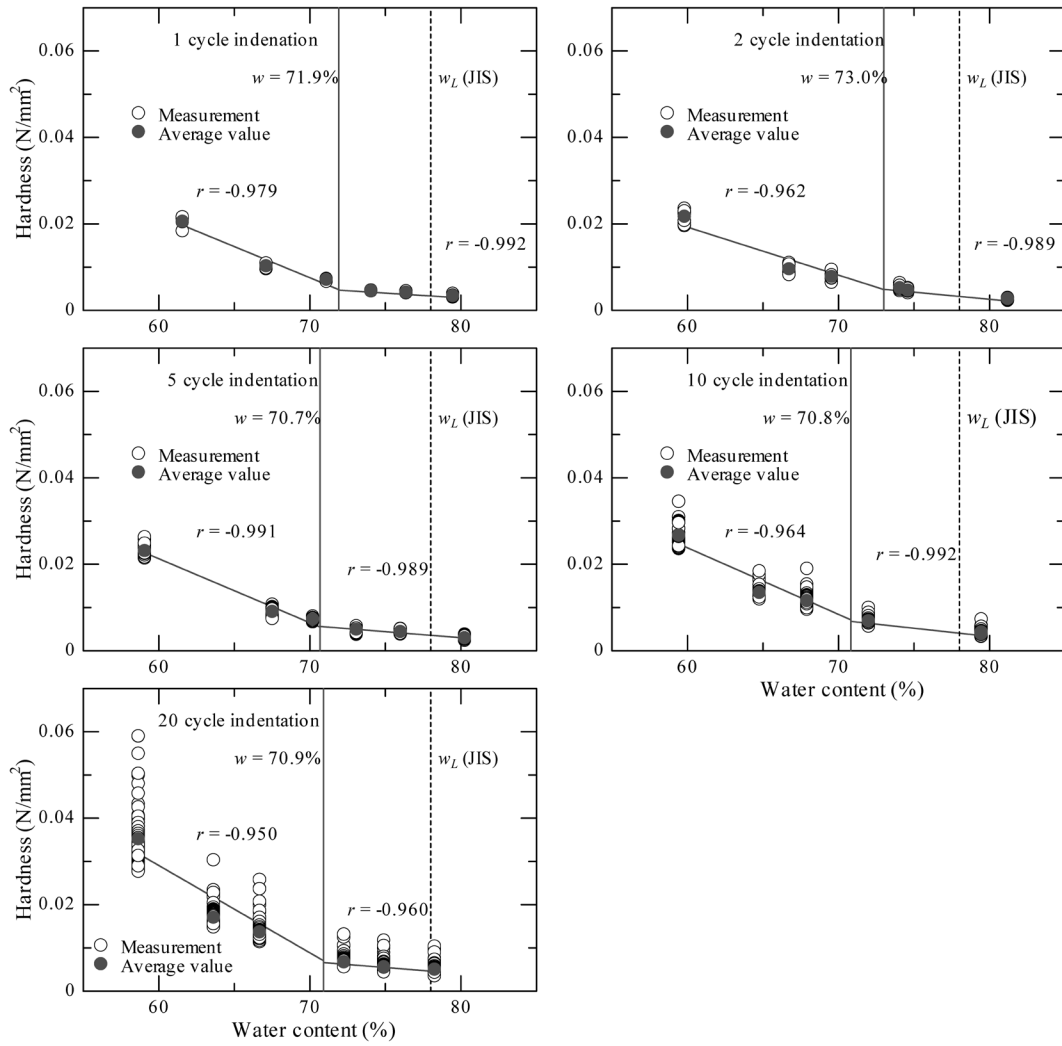 1 cycle indenation
w = 71.9%
w_L (JIS)
Measurement
Average value
r = -0.979
r = -0.992
Hardness (N/mm²)
0.06
0.04
0.02
0
60
70
80
2 cycle indentation
w = 73.0%
w_L (JIS)
Measurement
Average value
r = -0.962
r = -0.989
0.06
0.04
0.02
0
60
70
80
5 cycle indentation
w = 70.7%
w_L (JIS)
Measurement
Average value
r = -0.991
r = -0.989
Hardness (N/mm²)
0.06
0.04
0.02
0
60
70
80
10 cycle indentation
w = 70.8%
w_L (JIS)
Measurement
Average value
r = -0.964
r = -0.992
0.06
0.04
0.02
0
60
70
80
Water content (%)
20 cycle indentation
w = 70.9%
w_L (JIS)
r = -0.950
r = -0.960
Measurement
Average value
Hardness (N/mm²)
0.06
0.04
0.02
0
60
70
80
Water content (%)